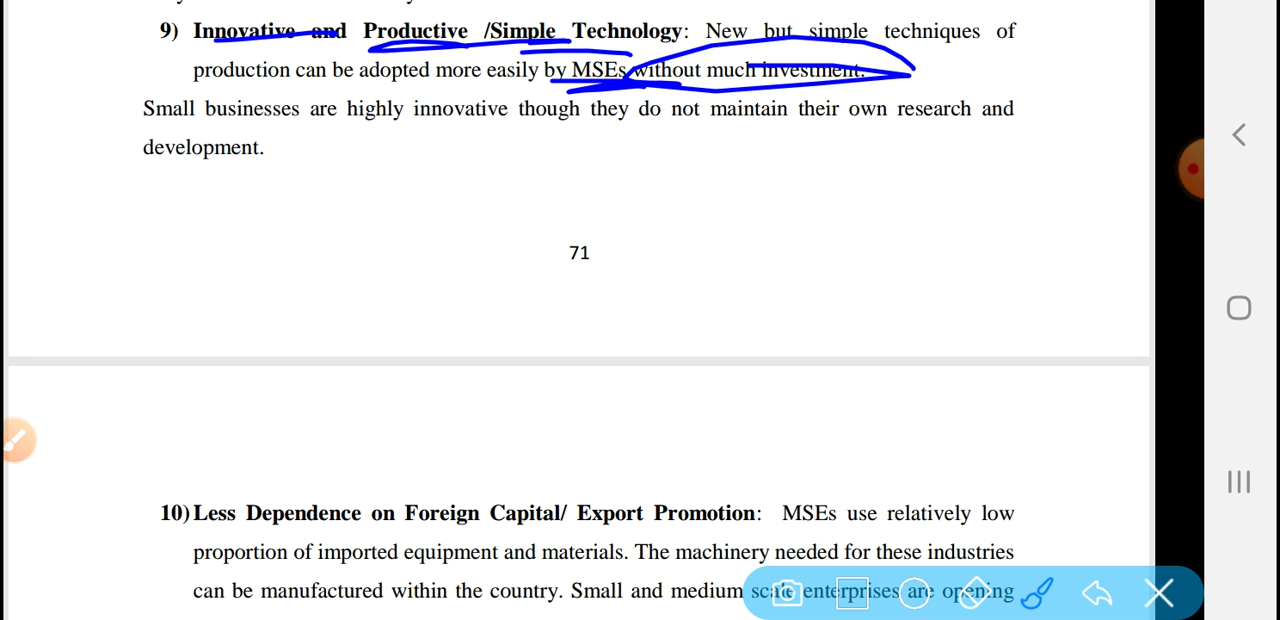 9) Innovative and Productive /Simple Technology: New but simple techniques of
production can be adopted more easily by MSEs without much investment.
Small businesses are highly innovative though they do not maintain their own research and
development.
71
10) Less Dependence on Foreign Capital/ Export Promotion: MSEs use relatively low
proportion of imported equipment and materials. The machinery needed for these industries
can be manufactured within the country. Small and medium scale enterprises are opening